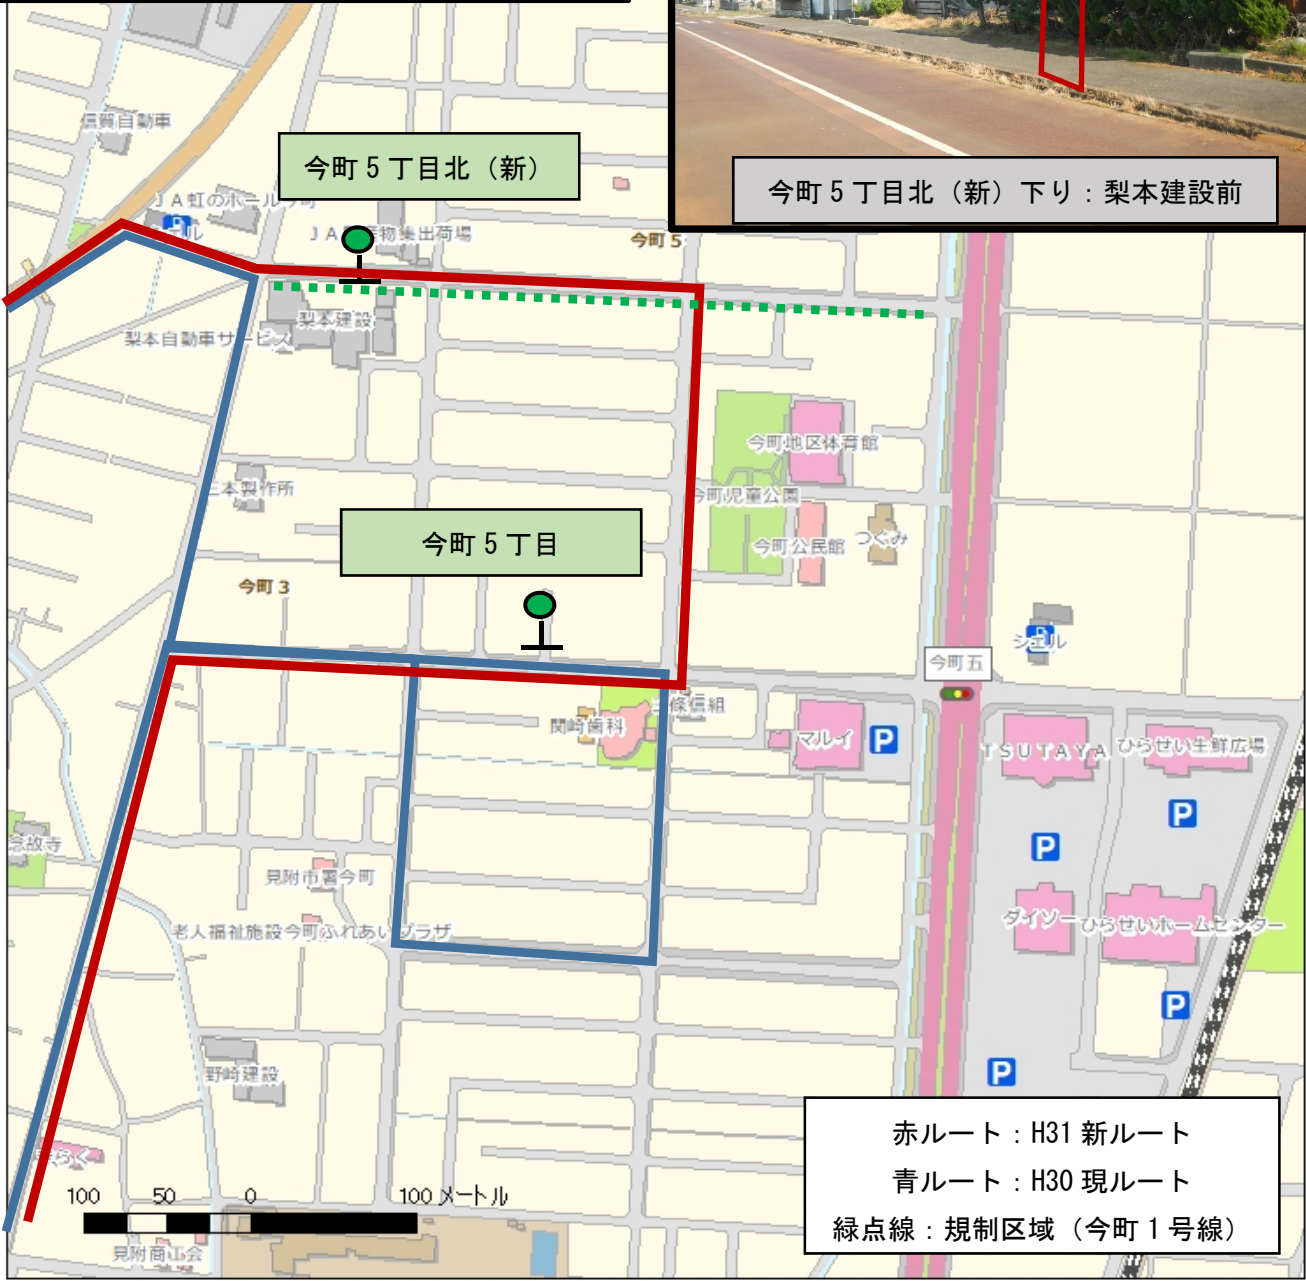 信賀自動車
今町5丁目北(新)
今町5丁目北(新)下り:梨本建設前
JA虹のホール
今町5
梨本建設
梨本自動車サービス
今町地区体育館
二本製作所
今町児童公園
今町5丁目
今町公民館
つぐみ
今町3
シェル
今町五
三條信組
関崎歯科
マルイ
P
TSUTAYA
ひらせい生鮮広場
P
P
念故寺
見附市署今町
ダイソー
ひらせいホームセンター
老人福祉施設今町ふれあいプラザ
P
野崎建設
P
赤ルート:H31新ルート
青ルート:H30現ルート
緑点線:規制区域(今町1号線)
100 50 0 100メートル
見附商工会